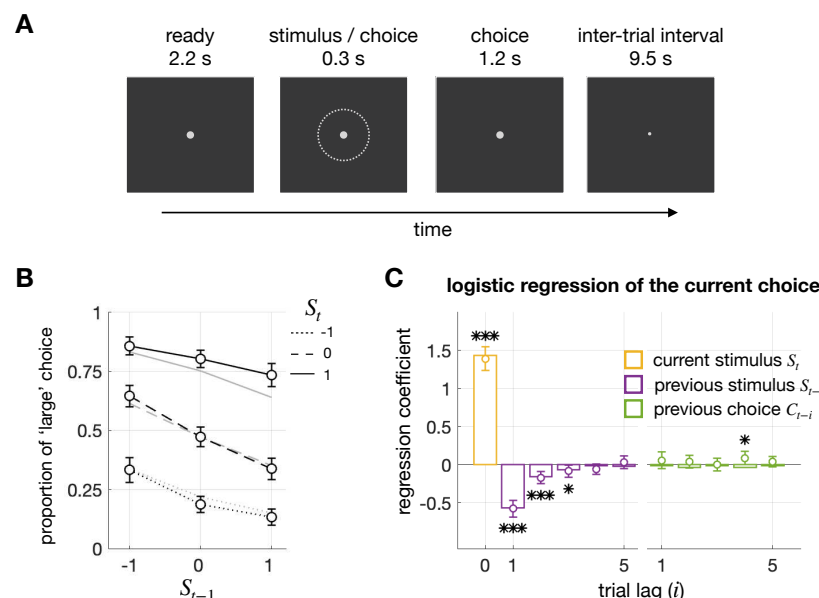 A
ready
2.2 s
stimulus / choice
0.3 s
choice
1.2 s
inter-trial interval
9.5 s
time
B
proportion of 'large' choice
1
0.75
0.5
0.25
0
-1
0
1
S_{t-1}
S_t
-1
0
1
C
logistic regression of the current choice
regression coefficient
1.5
1
0.5
0
-0.5
✳✳✳
✳✳✳
✳✳✳
✳
✳
current stimulus S_t
previous stimulus S_{t-
previous choice C_{t-i}
0
1
5
1
5
trial lag (i)